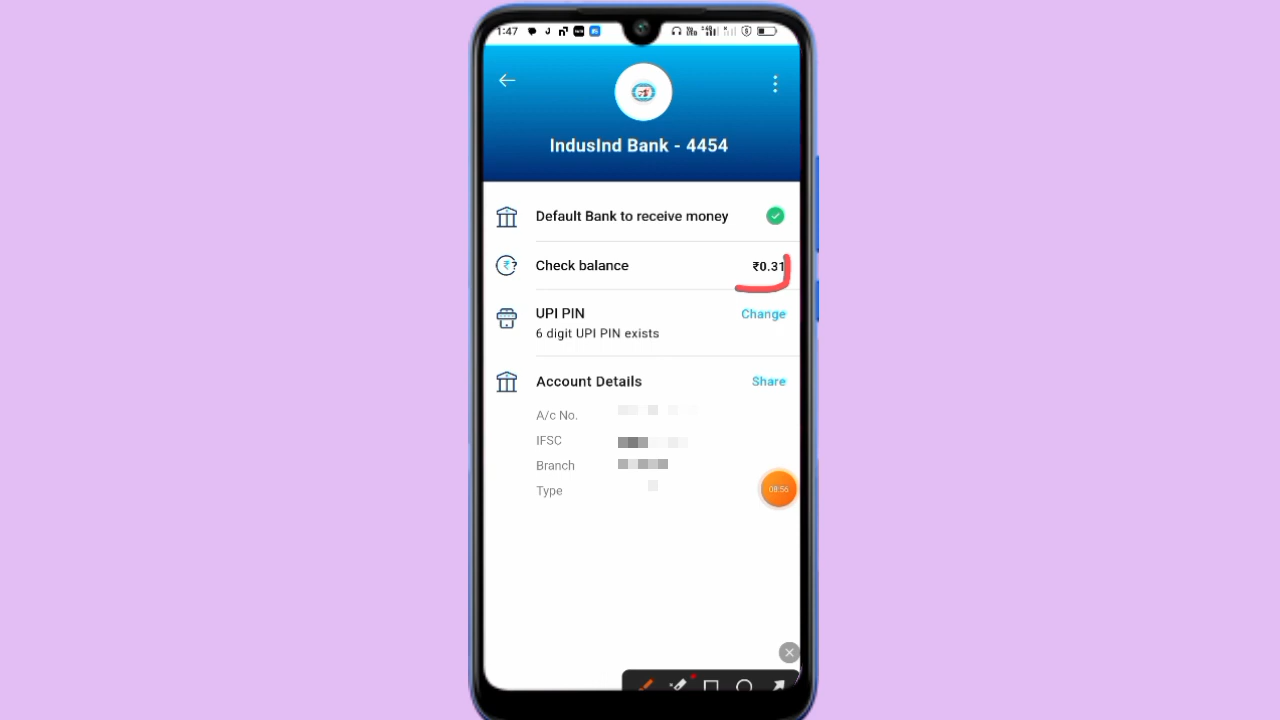 1:47
IndusInd Bank - 4454
Default Bank to receive money
Check balance
₹0.31
UPI PIN
Change
6 digit UPI PIN exists
Account Details
Share
A/c No.
IFSC
Branch
Type
08:56